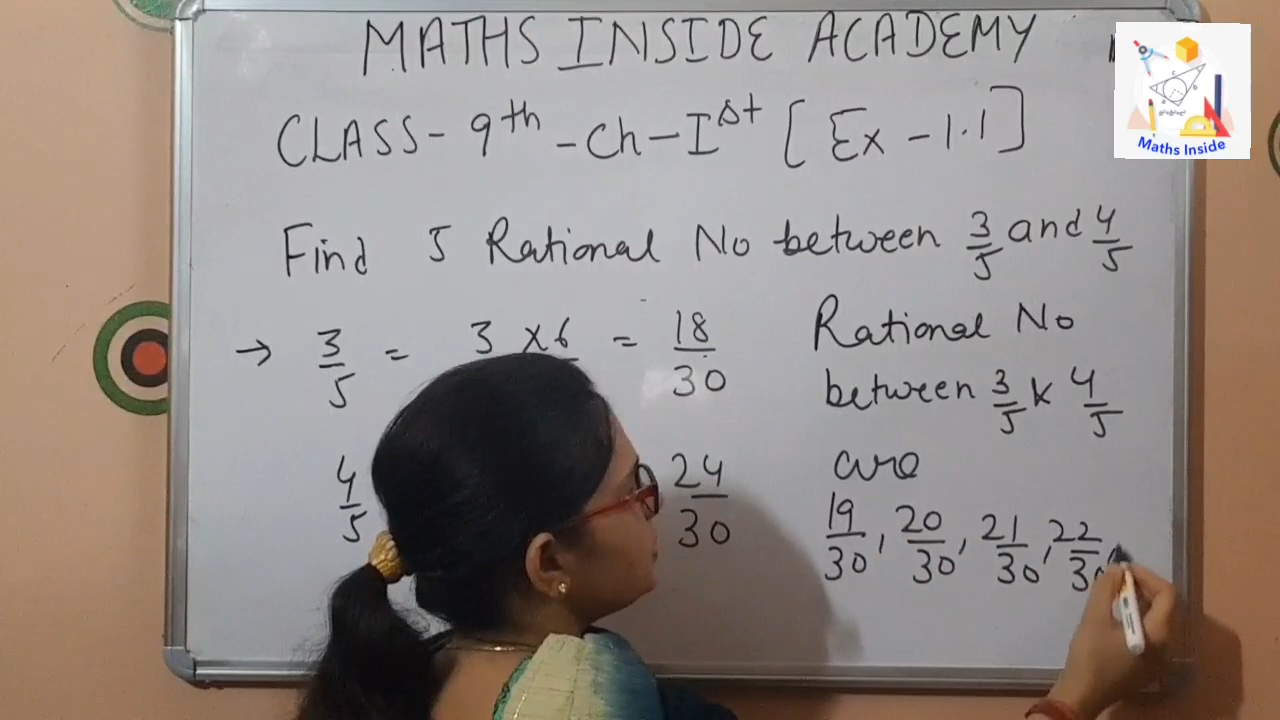 MATHS INSIDE ACADEMY
Maths Inside
CLASS - 9th - Ch - Ist [Ex - 1.1]
Find 5 Rational No between 3/5 and 4/5
→ 3/5 = 3 × 6 = 18/30
4/5 24/30
Rational No
between 3/5 & 4/5
are
19/30, 20/30, 21/30, 22/30,